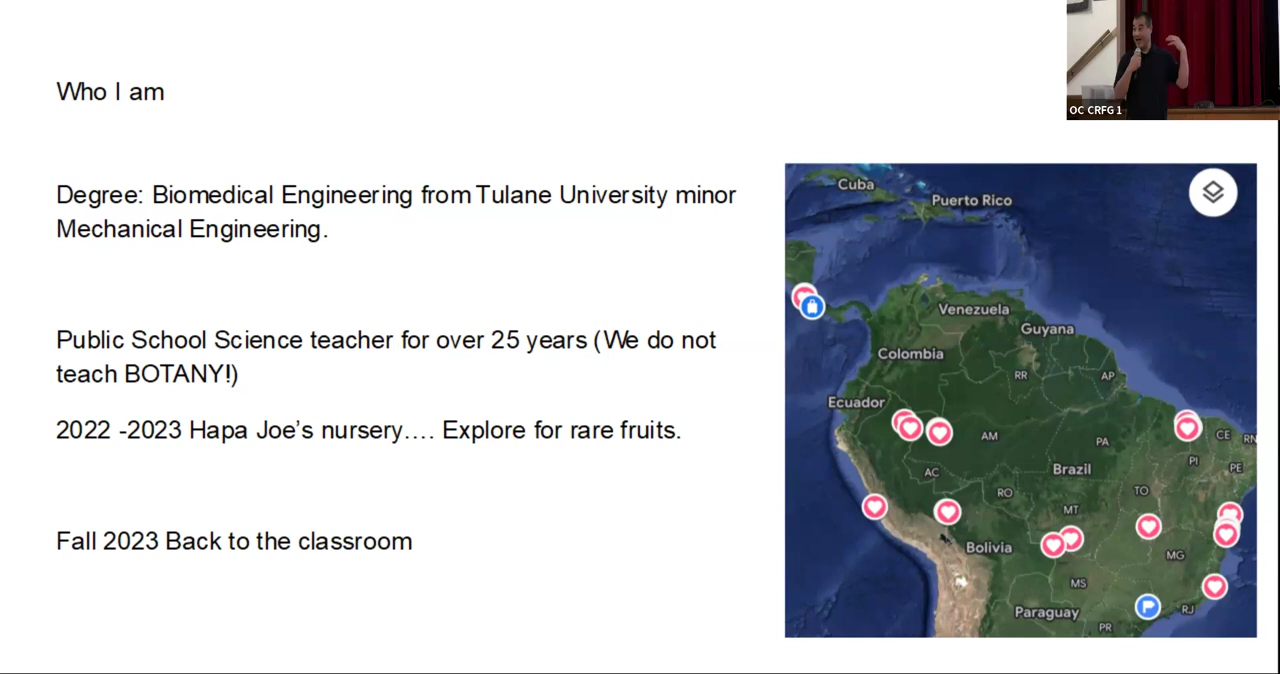 Who I am
Degree: Biomedical Engineering from Tulane University minor
Mechanical Engineering.
Public School Science teacher for over 25 years (We do not
teach BOTANY!)
2022 -2023 Hapa Joe's nursery.... Explore for rare fruits.
Fall 2023 Back to the classroom
OC CRFG 1
Cuba
Puerto Rico
Venezuela
Guyana
Colombia
RR
AP
Ecuador
AM
PA
CE
RN
PI
PE
AC
Brazil
RO
TO
MT
Bolivia
MG
MS
Paraguay
RJ
PR